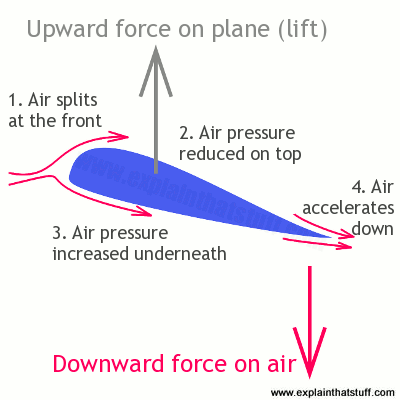 Upward force on plane (lift)
1. Air splits
at the front
2. Air pressure
reduced on top
www.explainthatstuff.com
4. Air
accelerates
down
3. Air pressure
increased underneath
Downward force on air
www.explainthatstuff.com